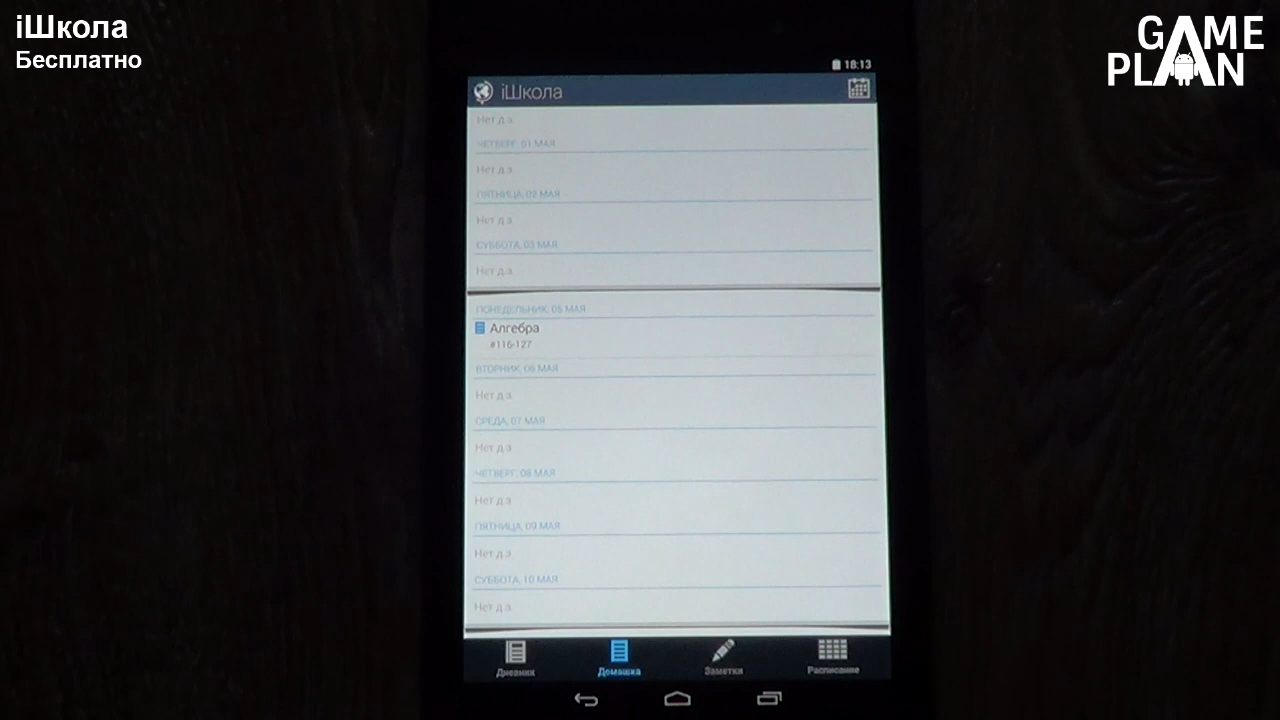 iШкола
Бесплатно
GAME
PLAN
18:13
iШкола
Нет д.з.
ЧЕТВЕРГ, 01 МАЯ
Нет д.з.
ПЯТНИЦА, 02 МАЯ
Нет д.з.
СУББОТА, 03 МАЯ
Нет д.з.
ПОНЕДЕЛЬНИК, 05 МАЯ
Алгебра
#116-127
ВТОРНИК, 06 МАЯ
Нет д.з.
СРЕДА, 07 МАЯ
Нет д.з.
ЧЕТВЕРГ, 08 МАЯ
Нет д.з.
ПЯТНИЦА, 09 МАЯ
Нет д.з.
СУББОТА, 10 МАЯ
Нет д.з.
Дневник Домашка Заметки Расписание